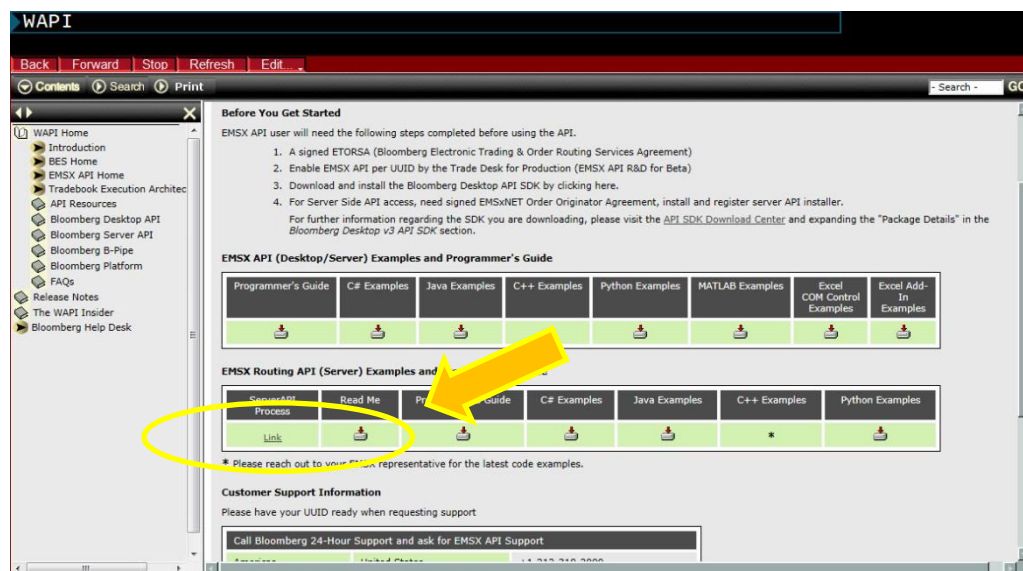 WAPI
Back Forward Stop Refresh Edit...
Contents Search Print - Search - GO
WAPI Home
Introduction
BES Home
EMSX API Home
Tradebook Execution Architec
API Resources
Bloomberg Desktop API
Bloomberg Server API
Bloomberg B-Pipe
Bloomberg Platform
FAQs
Release Notes
The WAPI Insider
Bloomberg Help Desk
Before You Get Started
EMSX API user will need the following steps completed before using the API.
1. A signed ETORSA (Bloomberg Electronic Trading & Order Routing Services Agreement)
2. Enable EMSX API per UUID by the Trade Desk for Production (EMSX API R&D for Beta)
3. Download and install the Bloomberg Desktop API SDK by clicking here.
4. For Server Side API access, need signed EMSxNET Order Originator Agreement, install and register server API installer.
For further information regarding the SDK you are downloading, please visit the API SDK Download Center and expanding the "Package Details" in the
Bloomberg Desktop v3 API SDK section.
EMSX API (Desktop/Server) Examples and Programmer's Guide
Programmer's Guide C# Examples Java Examples C++ Examples Python Examples MATLAB Examples Excel COM Control Examples Excel Add-In Examples
EMSX Routing API (Server) Examples and
ServerAPI Process Read Me Guide C# Examples Java Examples C++ Examples Python Examples
Link *
* Please reach out to your EMSX representative for the latest code examples.
Customer Support Information
Please have your UUID ready when requesting support
Call Bloomberg 24-Hour Support and ask for EMSX API Support
Americas United States +1 212 318 2000